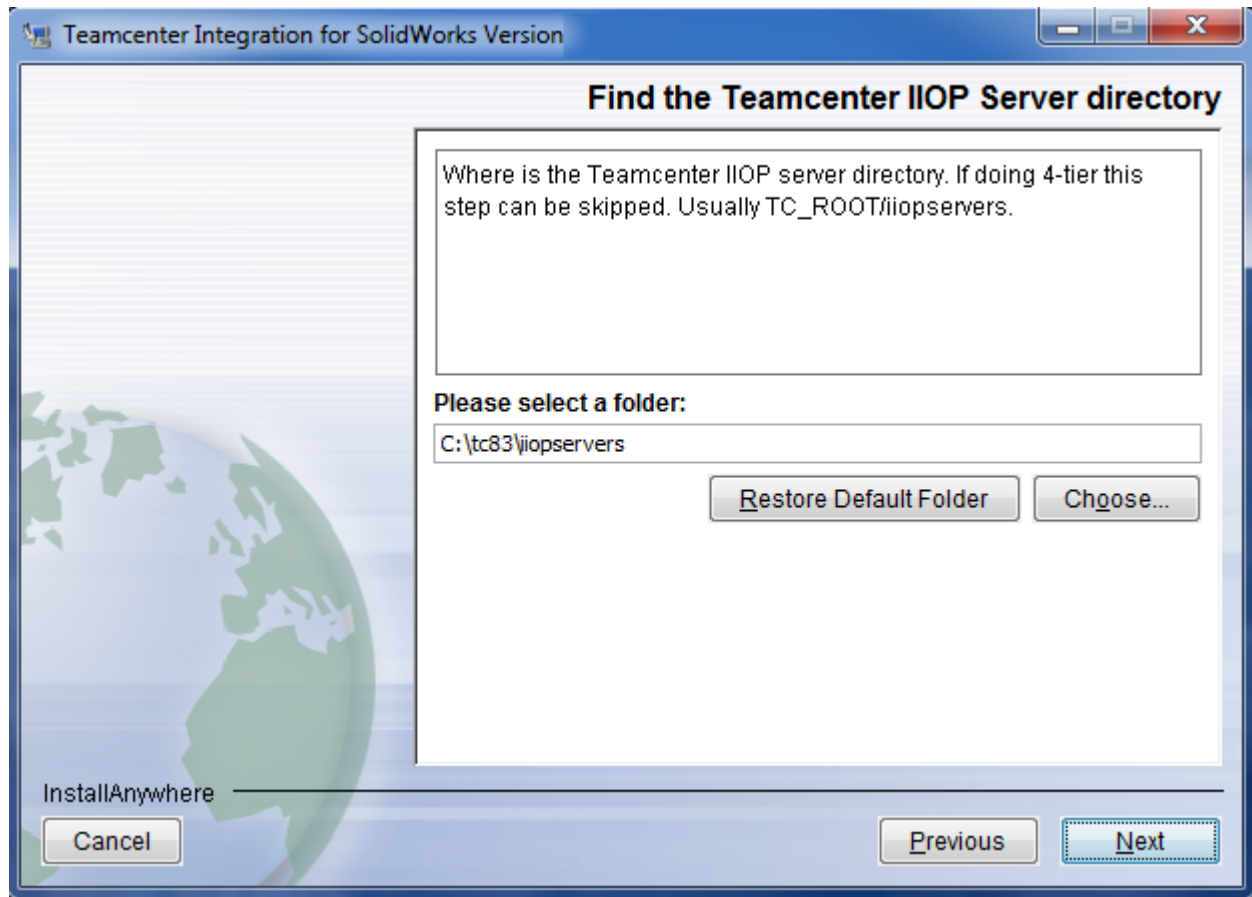 Teamcenter Integration for SolidWorks Version
Find the Teamcenter IIOP Server directory
Where is the Teamcenter IIOP server directory. If doing 4-tier this
step can be skipped. Usually TC_ROOT/iiopservers.
Please select a folder:
C:\tc83\iiopservers
Restore Default Folder Choose...
InstallAnywhere
Cancel Previous Next